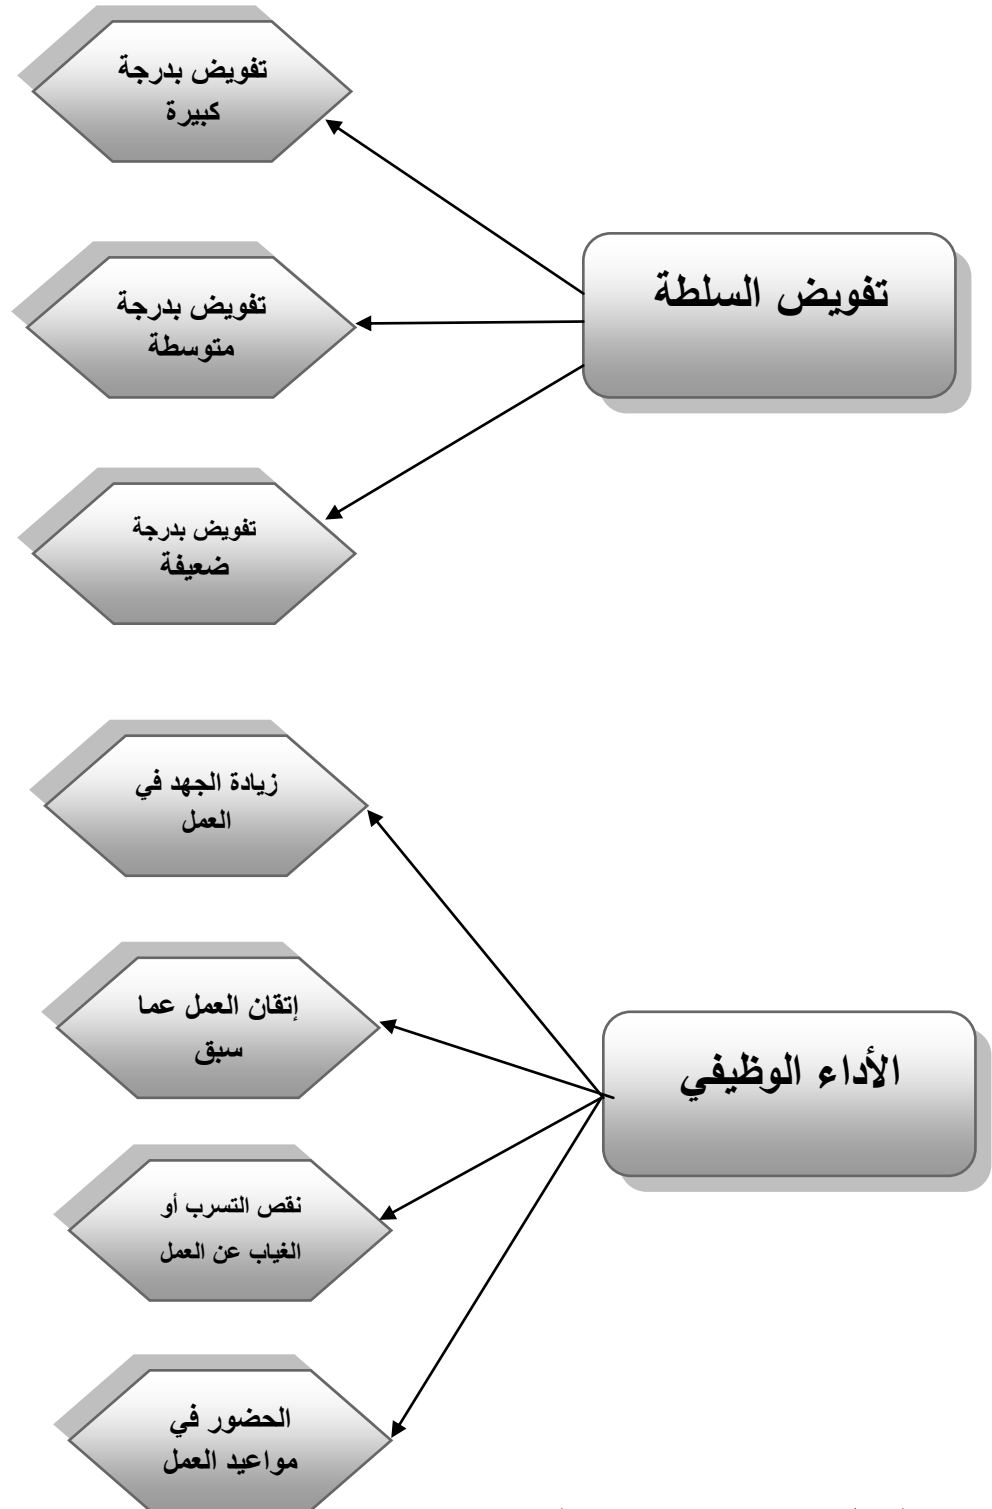 تفويض بدرجة
كبيرة
تفويض السلطة
تفويض بدرجة
متوسطة
تفويض بدرجة
ضعيفة
زيادة الجهد في
العمل
إتقان العمل عما
سبق
الأداء الوظيفي
نقص التسرب أو
الغياب عن العمل
الحضور في
مواعيد العمل